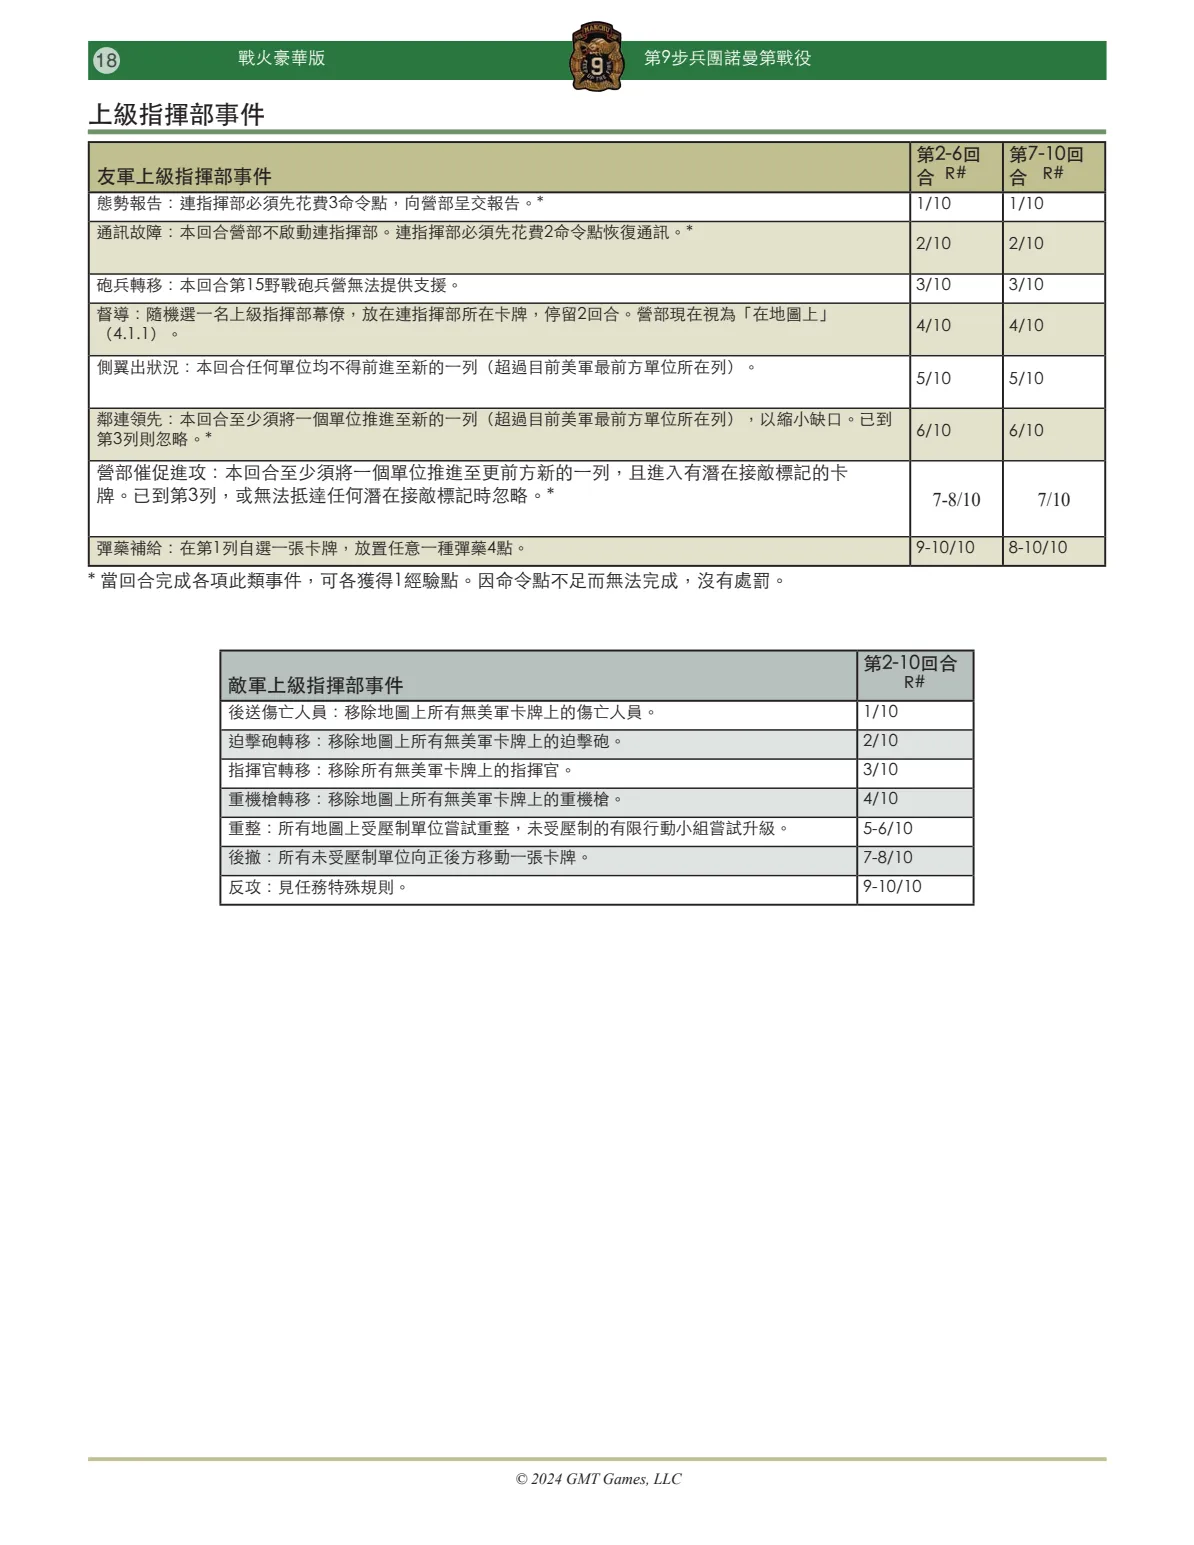 18
戰火豪華版
MANCHU
9
第9步兵團諾曼第戰役
上級指揮部事件
友軍上級指揮部事件
第2-6回
合 R#
第7-10回
合 R#
態勢報告：連指揮部必須先花費3命令點，向營部呈交報告。*
1/10
1/10
通訊故障：本回合營部不啟動連指揮部。連指揮部必須先花費2命令點恢復通訊。*
2/10
2/10
砲兵轉移：本回合第15野戰砲兵營無法提供支援。
3/10
3/10
督導：隨機選一名上級指揮部幕僚，放在連指揮部所在卡牌，停留2回合。營部現在視為「在地圖上」
（4.1.1）。
4/10
4/10
側翼出狀況：本回合任何單位均不得前進至新的一列（超過目前美軍最前方單位所在列）。
5/10
5/10
鄰連領先：本回合至少須將一個單位推進至新的一列（超過目前美軍最前方單位所在列），以縮小缺口。已到
第3列則忽略。*
6/10
6/10
營部催促進攻：本回合至少須將一個單位推進至更前方新的一列，且進入有潛在接敵標記的卡
牌。已到第3列，或無法抵達任何潛在接敵標記時忽略。*
7-8/10
7/10
彈藥補給：在第1列自選一張卡牌，放置任意一種彈藥4點。
9-10/10
8-10/10
* 當回合完成各項此類事件，可各獲得1經驗點。因命令點不足而無法完成，沒有處罰。
敵軍上級指揮部事件
第2-10回合
R#
後送傷亡人員：移除地圖上所有無美軍卡牌上的傷亡人員。
1/10
迫擊砲轉移：移除地圖上所有無美軍卡牌上的迫擊砲。
2/10
指揮官轉移：移除所有無美軍卡牌上的指揮官。
3/10
重機槍轉移：移除地圖上所有無美軍卡牌上的重機槍。
4/10
重整：所有地圖上受壓制單位嘗試重整，未受壓制的有限行動小組嘗試升級。
5-6/10
後撤：所有未受壓制單位向正後方移動一張卡牌。
7-8/10
反攻：見任務特殊規則。
9-10/10
© 2024 GMT Games, LLC